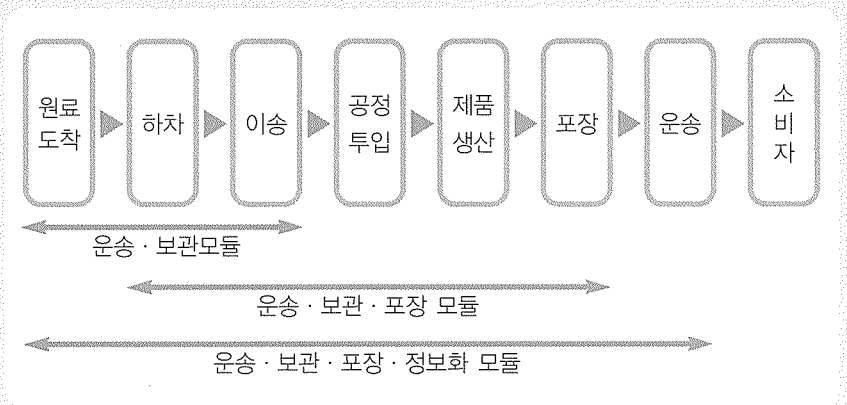 원료
도착
하차
이송
공정
투입
제품
생산
포장
운송
소
비
자
운송 · 보관모듈
운송 · 보관 · 포장 모듈
운송 · 보관 · 포장 · 정보화 모듈